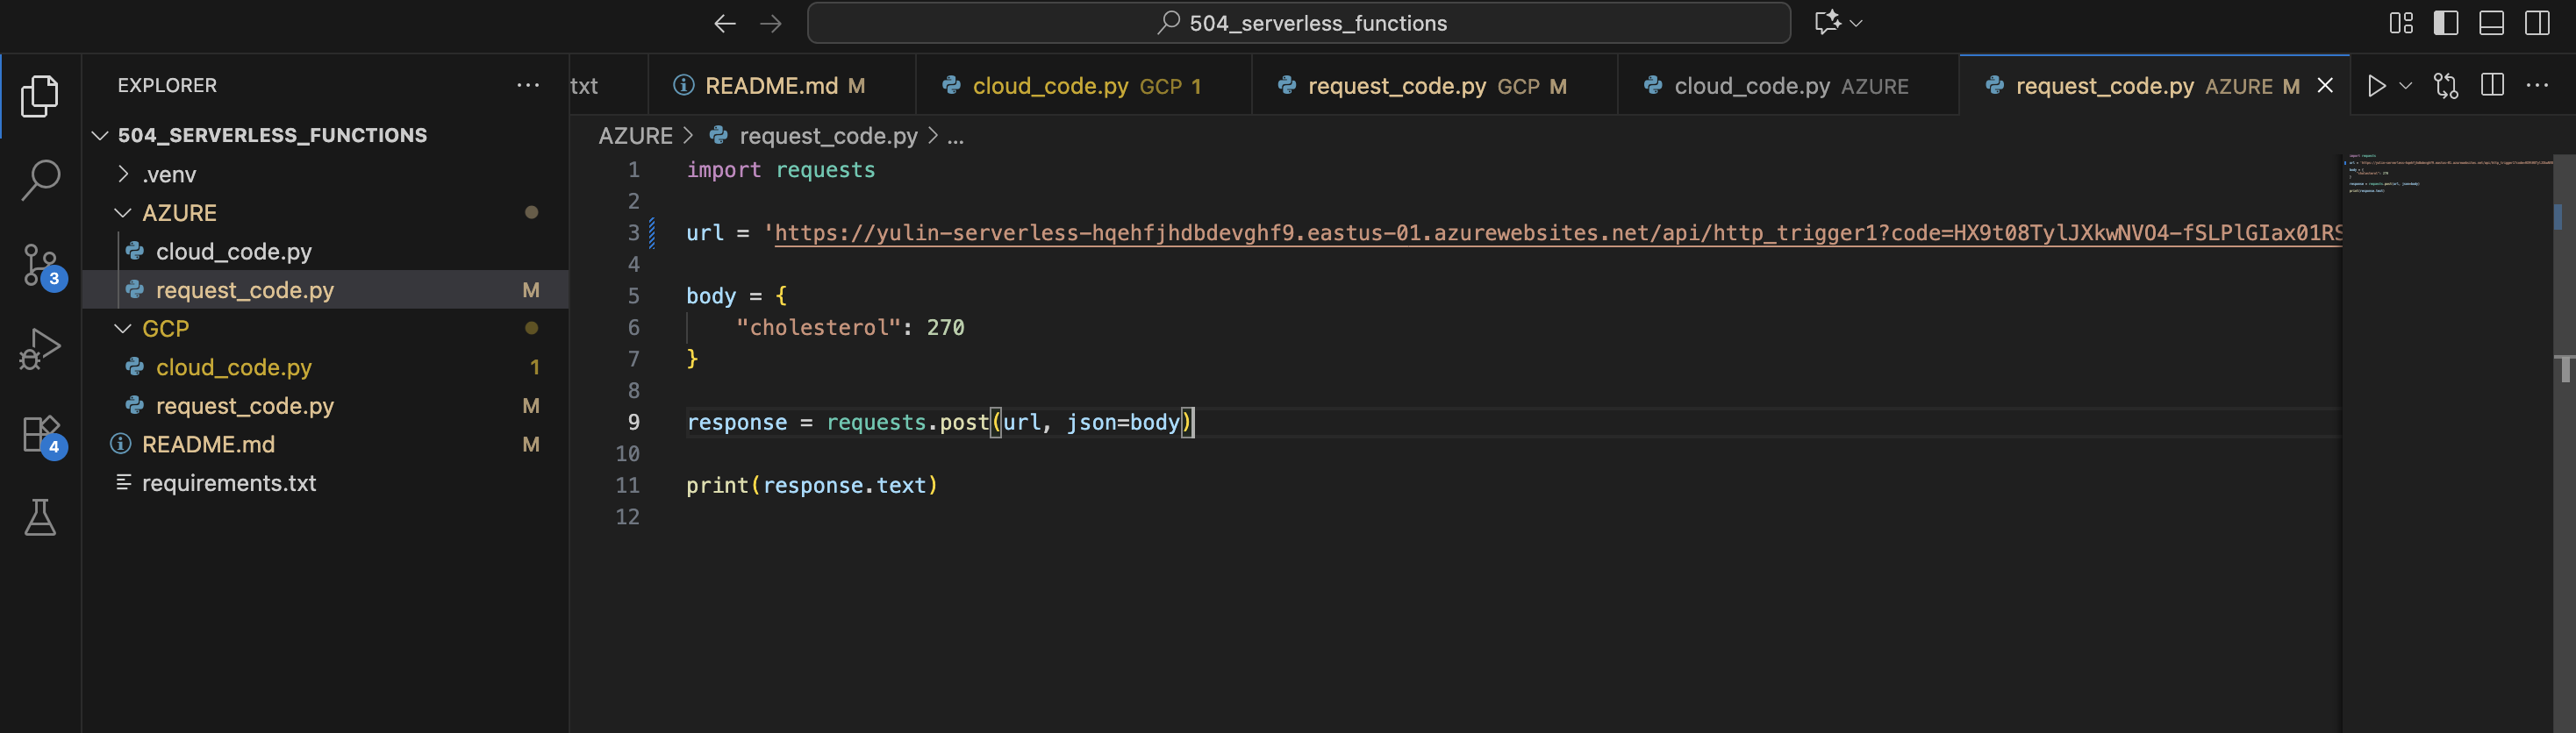 504_serverless_functions
EXPLORER
txt
README.md M
cloud_code.py GCP 1
request_code.py GCP M
cloud_code.py AZURE
request_code.py AZURE M
504_SERVERLESS_FUNCTIONS
.venv
AZURE
cloud_code.py
request_code.py M
GCP
cloud_code.py 1
request_code.py M
README.md M
requirements.txt
3
4
AZURE > request_code.py > ...
1 import requests
2
3 url = 'https://yulin-serverless-hqehfjhdbdevghf9.eastus-01.azurewebsites.net/api/http_trigger1?code=HX9t08TylJXkwNVO4-fSLPlGIax01RS
4
5 body = {
6 "cholesterol": 270
7 }
8
9 response = requests.post(url, json=body)
10
11 print(response.text)
12